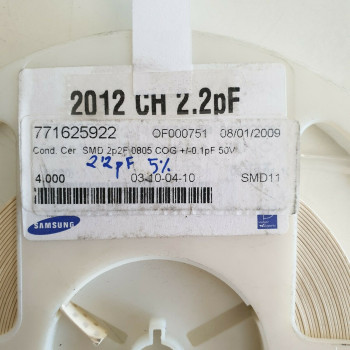 2012 CH 2.2pF
771625922 OF000751 08/01/2009
Cond. Cer SMD 2p2F 0805 COG +/-0.1pF 50V
2'2pF 5%
4,000 03-10-04-10 SMD11
SAMSUNG